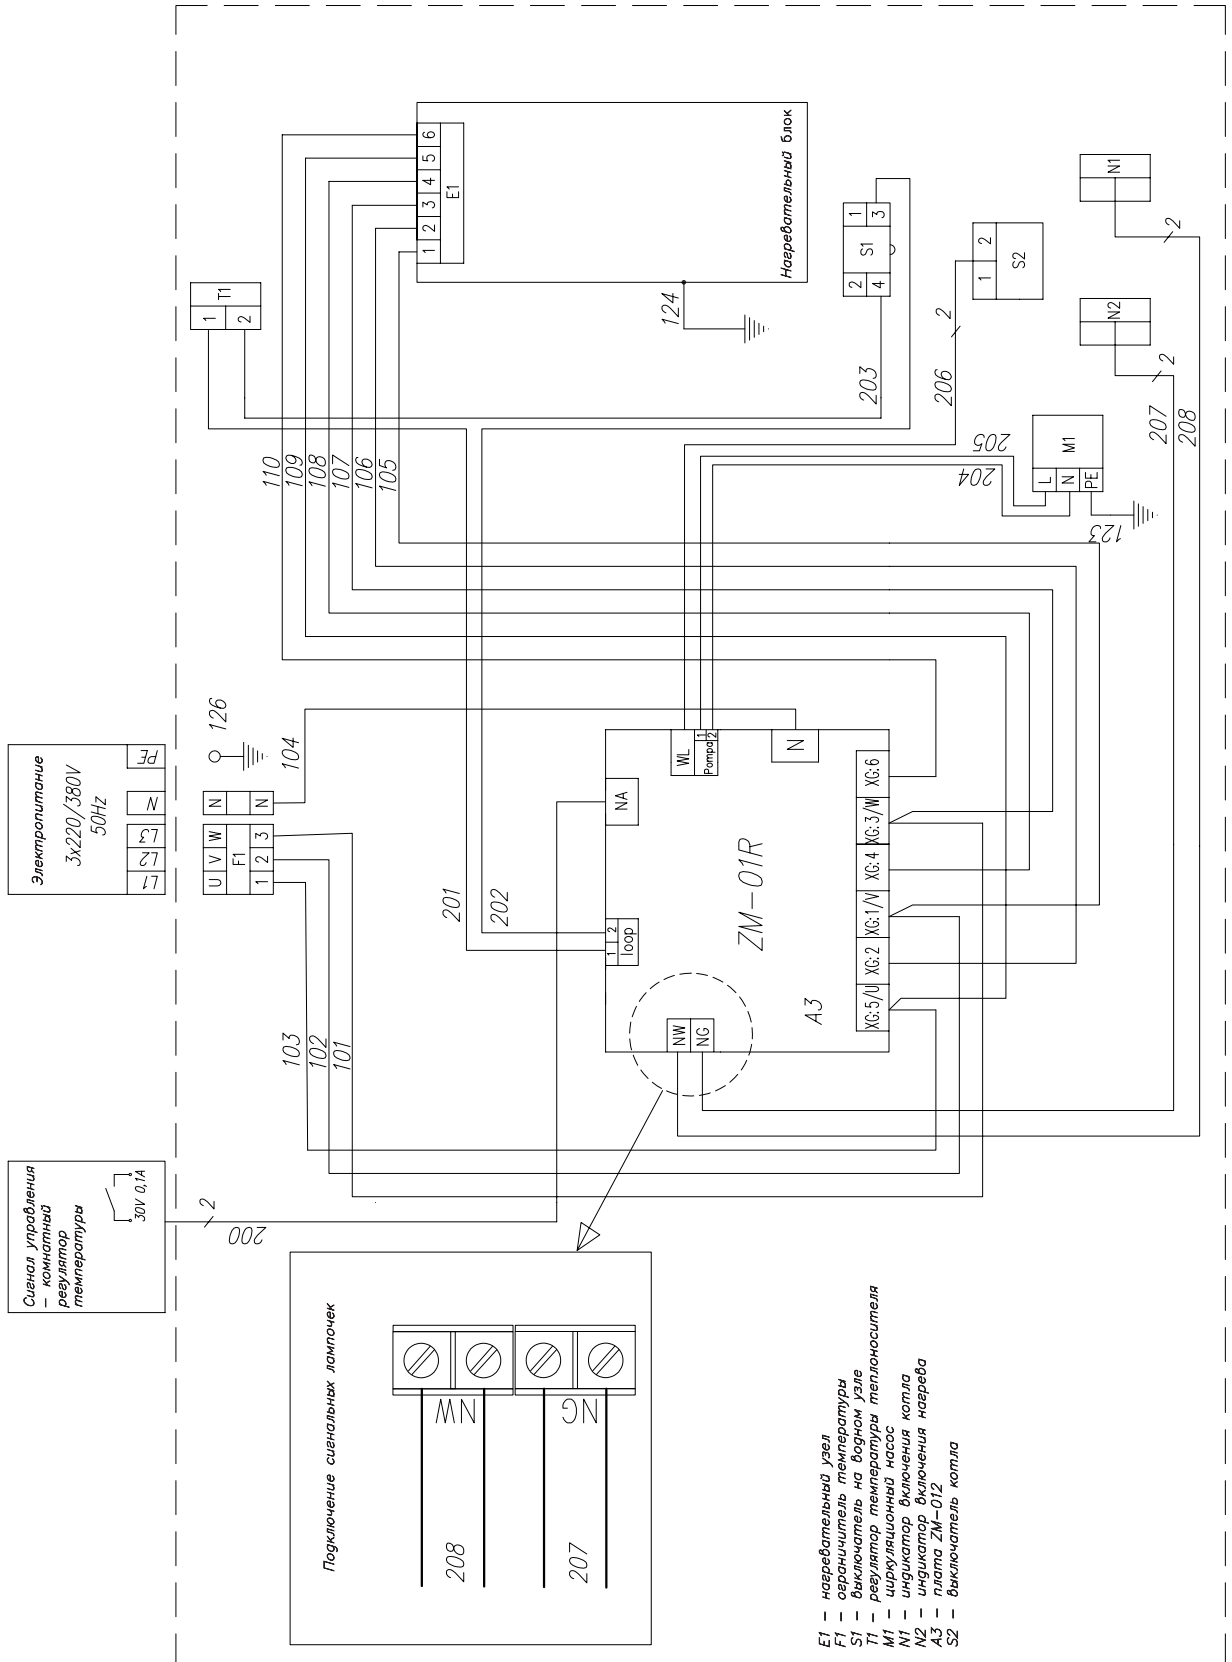 Сигнал управления
– комнатный
регулятор
температуры
30V 0,1A
Электропитание
3x220/380V
50Hz
L1
L2
L3
N
PE
2
200
U
V
W
N
F1
1
2
3
N
126
104
103
102
101
T1
1
2
110
109
108
107
106
105
201
202
1
2
3
4
5
6
E1
Нагревательный блок
124
2
1
S1
4
3
203
206
2
1
2
S2
N1
2
N2
2
207
208
205
204
L
N
PE
M1
123
loop
1
2
NA
WL
Pompa
1
2
N
ZM–01R
A3
NW
NG
XG:5/U
XG:2
XG:1/V
XG:4
XG:3/W
XG:6
Подключение сигнальных лампочек
NW
NG
208
207
E1 – нагревательный узел
F1 – ограничитель температуры
S1 – выключатель на водном узле
T1 – регулятор температуры теплоносителя
M1 – циркуляционный насос
N1 – индикатор включения котла
N2 – индикатор включения нагрева
A3 – плата ZM–012
S2 – выключатель котла